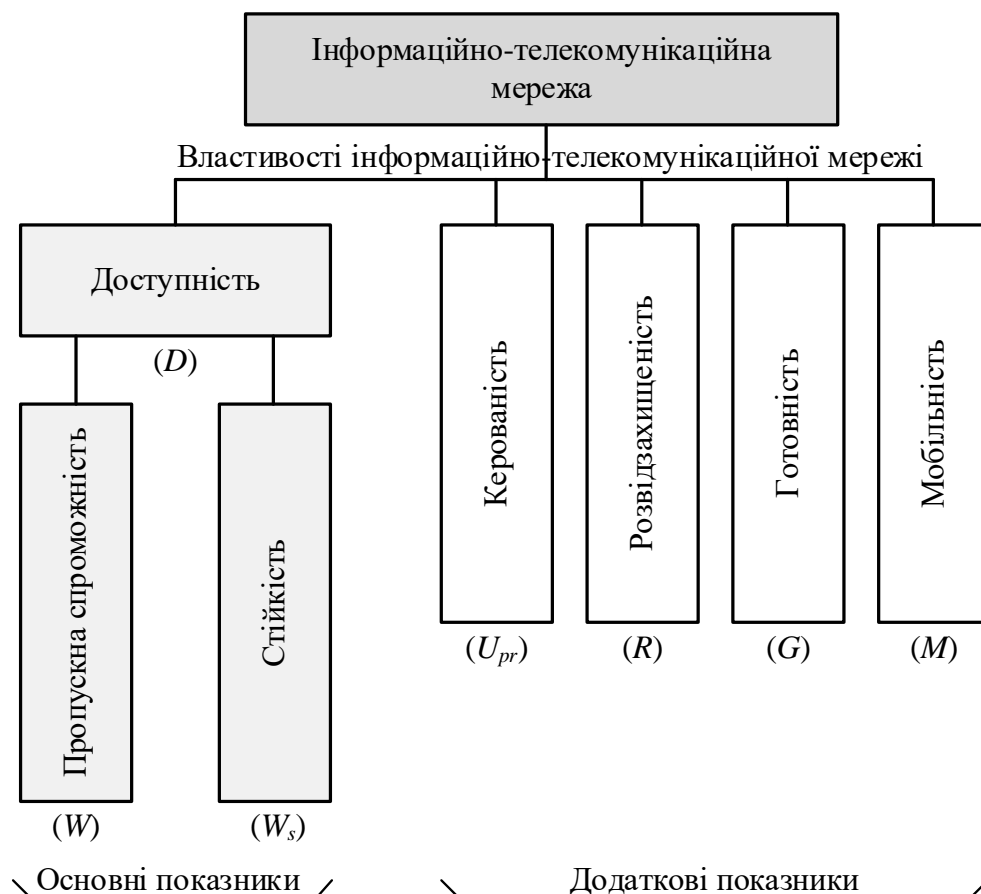 Інформаційно-телекомунікаційна
мережа
Властивості інформаційно-телекомунікаційної мережі
Доступність
(D)
Пропускна спроможність
(W)
Стійкість
(Wₛ)
Керованість
(U_pr)
Розвідзахищеність
(R)
Готовність
(G)
Мобільність
(M)
Основні показники
Додаткові показники